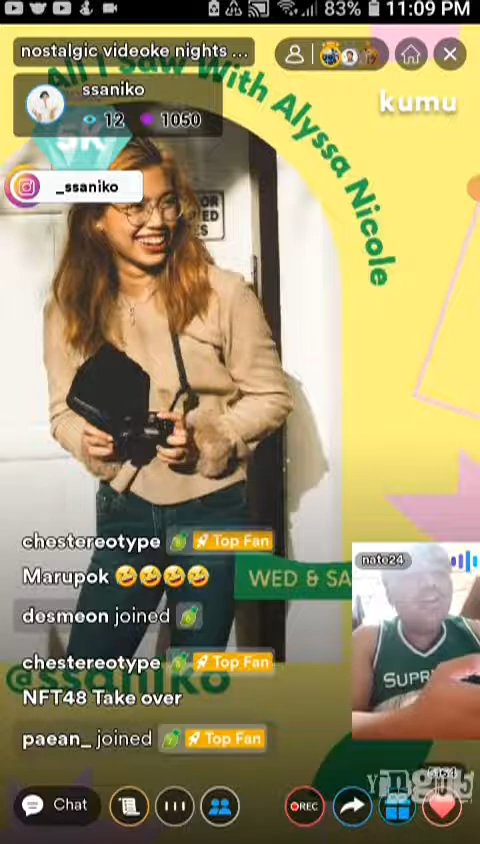 83% 11:09 PM
nostalgic videoke nights ...
All I Saw With Alyssa Nicole
ssaniko
12 1050
kumu
5K
_ssaniko
chestereotype Top Fan
Marupok 🤣🤣🤣🤣
desmeon joined
WED & SA
nate24
SUPR
chestereotype Top Fan
@ssaniko
NFT48 Take over
paean_ joined Top Fan
Chat
REC